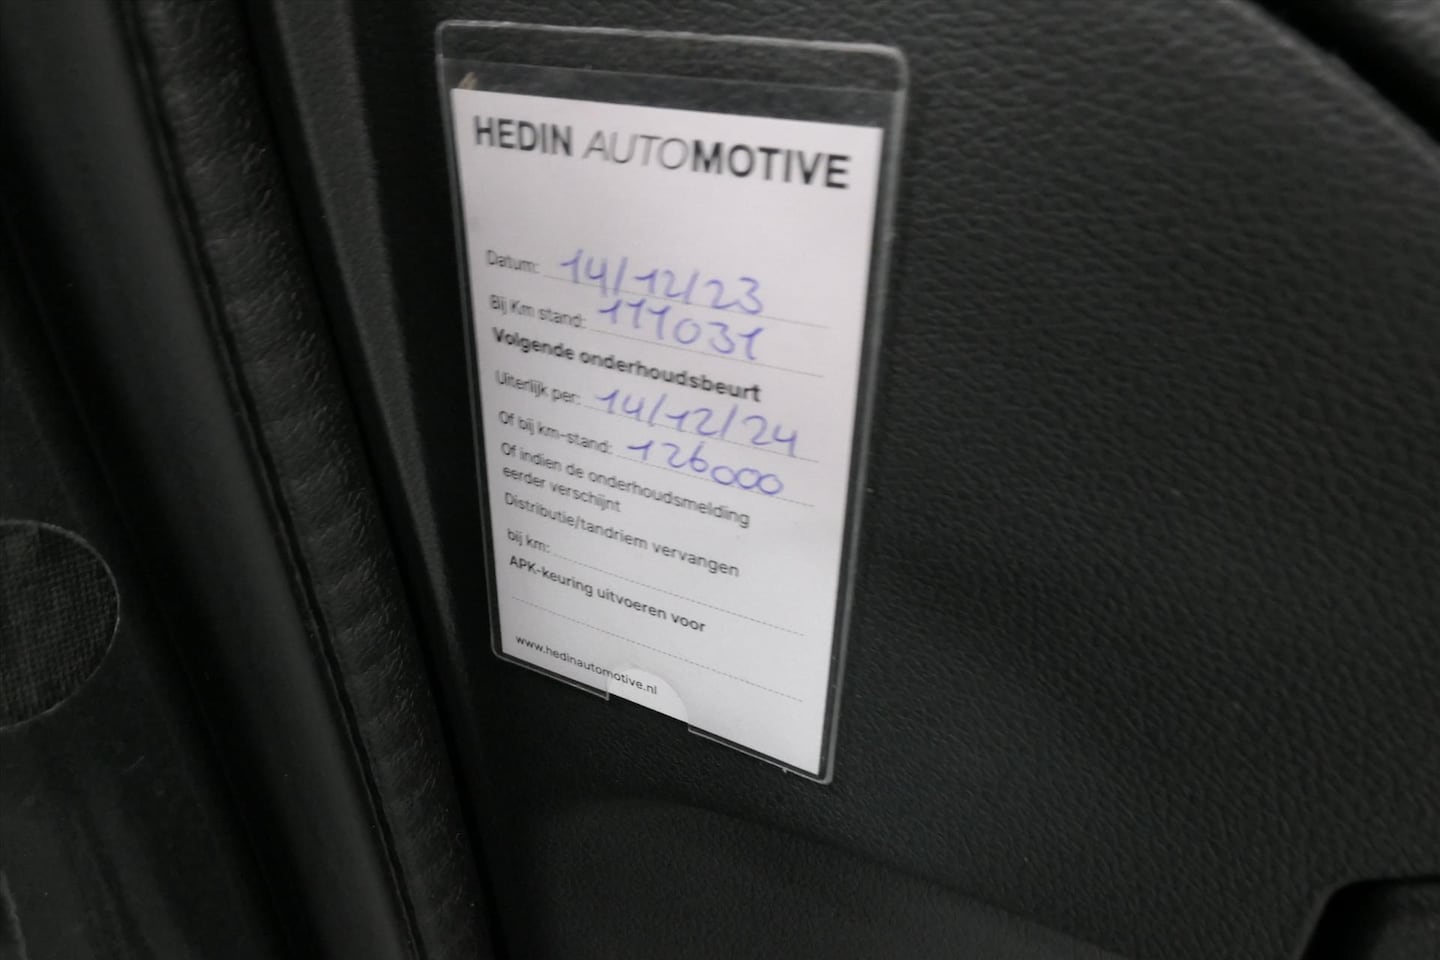 HEDIN AUTOMOTIVE
Datum: 14/12/23
Bij Km stand: 111031
Volgende onderhoudsbeurt
Uiterlijk per: 14/12/24
Of bij km-stand: 126000
Of indien de onderhoudsmelding
eerder verschijnt
Distributie/tandriem vervangen
bij km:
APK-keuring uitvoeren voor
www.hedinautomotive.nl